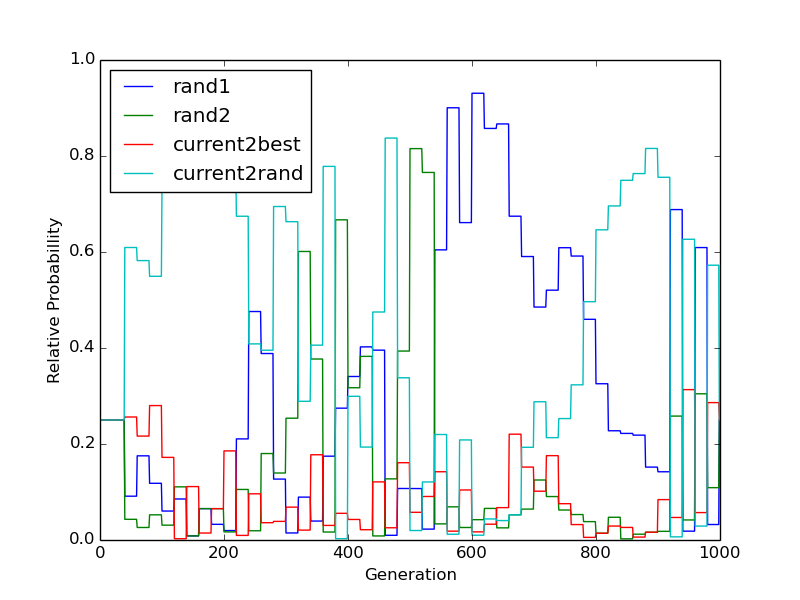 1.0
0.8
0.6
0.4
0.2
0.0
rand1
rand2
current2best
current2rand
Relative Probabillity
0 200 400 600 800 1000
Generation